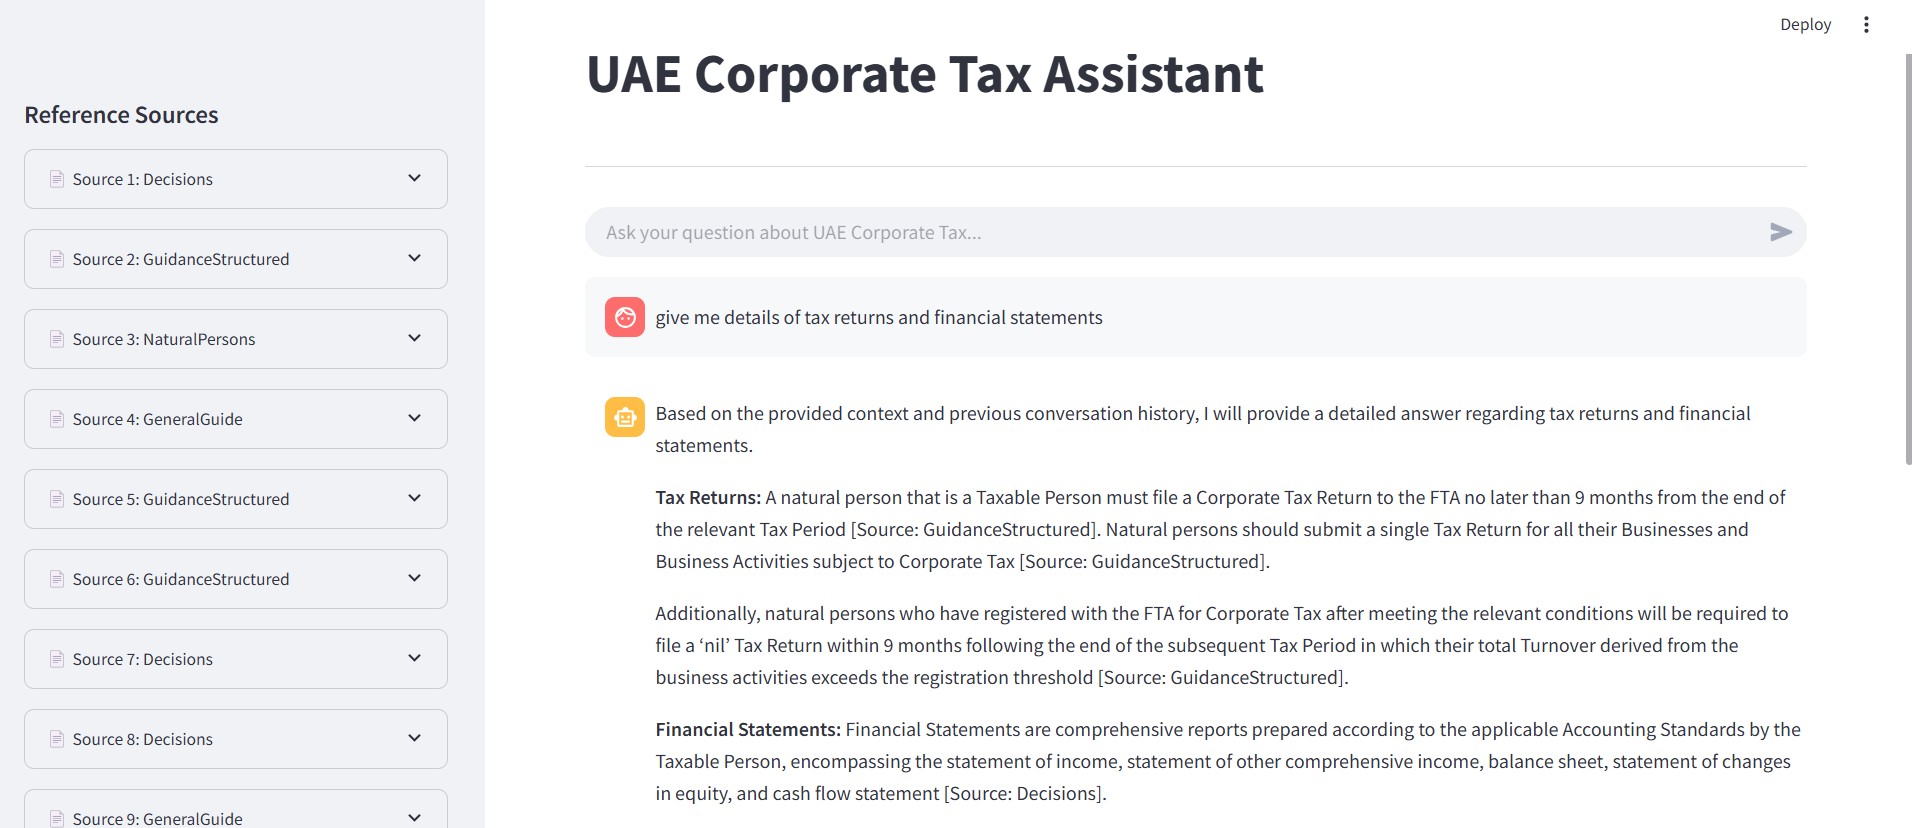 Deploy
Reference Sources
Source 1: Decisions
Source 2: GuidanceStructured
Source 3: NaturalPersons
Source 4: GeneralGuide
Source 5: GuidanceStructured
Source 6: GuidanceStructured
Source 7: Decisions
Source 8: Decisions
Source 9: GeneralGuide
UAE Corporate Tax Assistant
Ask your question about UAE Corporate Tax...
give me details of tax returns and financial statements
Based on the provided context and previous conversation history, I will provide a detailed answer regarding tax returns and financial
statements.
Tax Returns: A natural person that is a Taxable Person must file a Corporate Tax Return to the FTA no later than 9 months from the end of
the relevant Tax Period [Source: GuidanceStructured]. Natural persons should submit a single Tax Return for all their Businesses and
Business Activities subject to Corporate Tax [Source: GuidanceStructured].
Additionally, natural persons who have registered with the FTA for Corporate Tax after meeting the relevant conditions will be required to
file a ‘nil’ Tax Return within 9 months following the end of the subsequent Tax Period in which their total Turnover derived from the
business activities exceeds the registration threshold [Source: GuidanceStructured].
Financial Statements: Financial Statements are comprehensive reports prepared according to the applicable Accounting Standards by the
Taxable Person, encompassing the statement of income, statement of other comprehensive income, balance sheet, statement of changes
in equity, and cash flow statement [Source: Decisions].